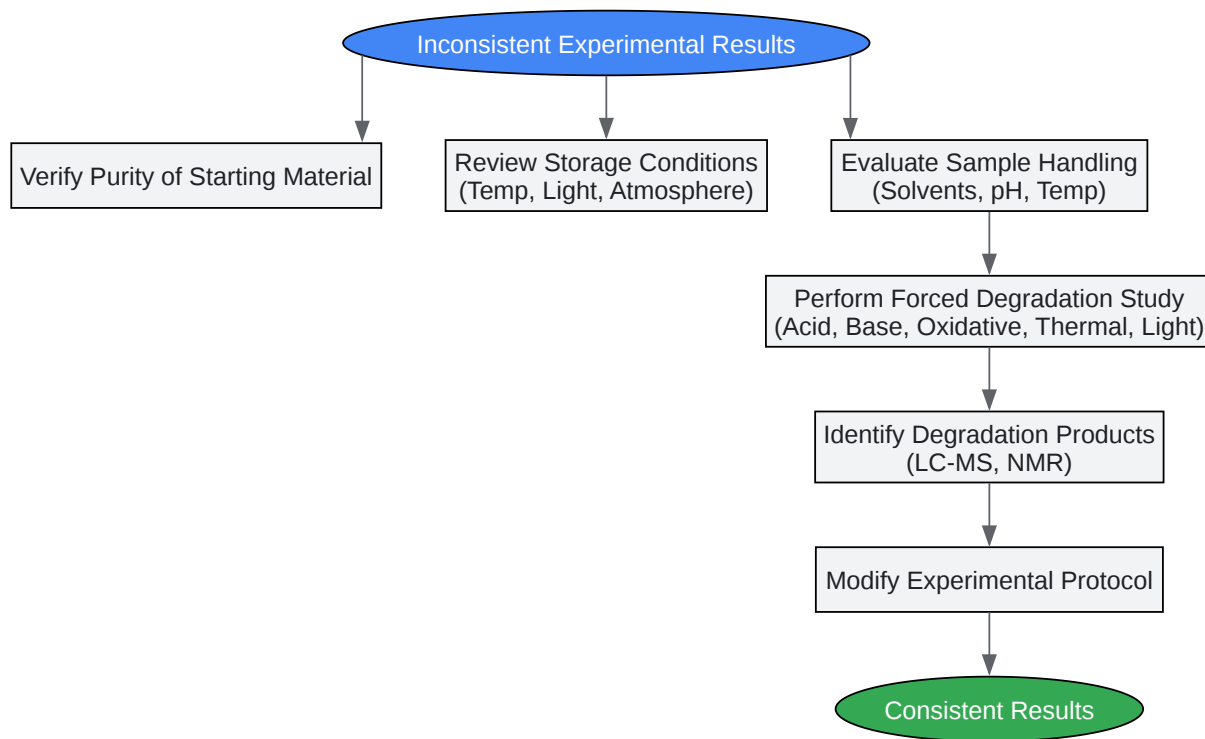 Inconsistent Experimental Results
Verify Purity of Starting Material
Review Storage Conditions
(Temp, Light, Atmosphere)
Evaluate Sample Handling
(Solvents, pH, Temp)
Perform Forced Degradation Study
(Acid, Base, Oxidative, Thermal, Light)
Identify Degradation Products
(LC-MS, NMR)
Modify Experimental Protocol
Consistent Results